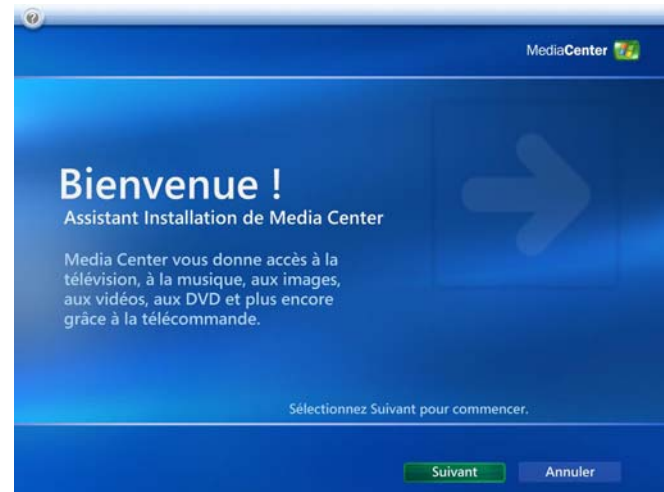 MediaCenter
Bienvenue !
Assistant Installation de Media Center
Media Center vous donne accès à la
télévision, à la musique, aux images,
aux vidéos, aux DVD et plus encore
grâce à la télécommande.
Sélectionnez Suivant pour commencer.
Suivant
Annuler